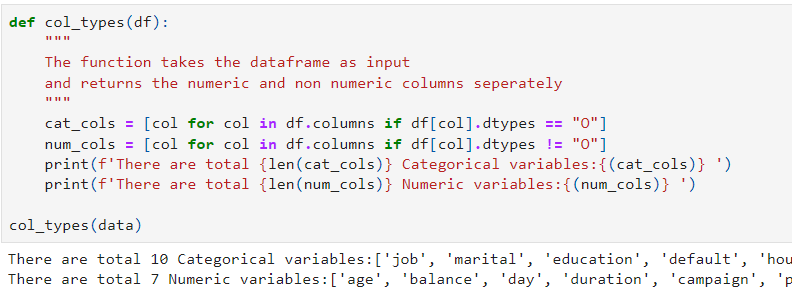 def col_types(df):
"""
The function takes the dataframe as input
and returns the numeric and non numeric columns seperately
"""
cat_cols = [col for col in df.columns if df[col].dtypes == "O"]
num_cols = [col for col in df.columns if df[col].dtypes != "O"]
print(f'There are total {len(cat_cols)} Categorical variables:{(cat_cols)} ')
print(f'There are total {len(num_cols)} Numeric variables:{(num_cols)} ')
col_types(data)
There are total 10 Categorical variables:['job', 'marital', 'education', 'default', 'hou
There are total 7 Numeric variables:['age', 'balance', 'day', 'duration', 'campaign', 'p